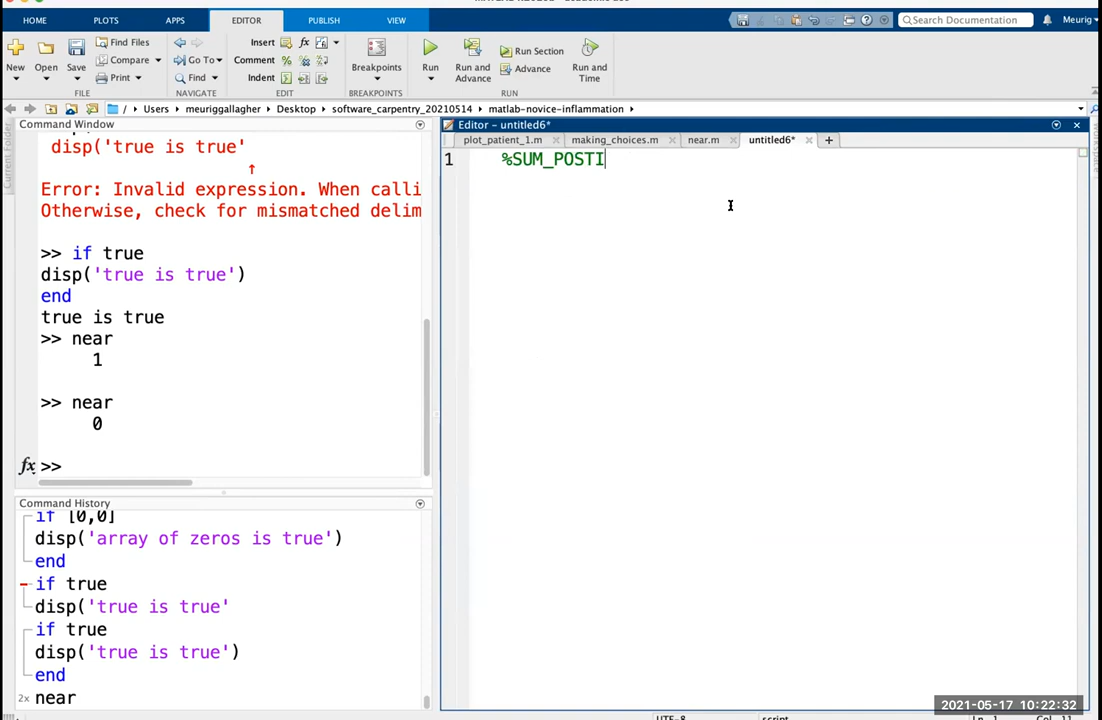 HOME PLOTS APPS EDITOR PUBLISH VIEW Search Documentation Meurig
New Open Save Find Files Compare Print Go To Find Insert fx Comment % Indent Breakpoints Run Run and Advance Run Section Advance Run and Time
FILE NAVIGATE EDIT BREAKPOINTS RUN
/ Users meuriggallagher Desktop software_carpentry_20210514 matlab-novice-inflammation
Current Folder
Command Window
disp('true is true'
↑
Error: Invalid expression. When calli
Otherwise, check for mismatched delim
>> if true
disp('true is true')
end
true is true
>> near
1
>> near
0
fx >>
Command History
if [0,0]
disp('array of zeros is true')
end
if true
disp('true is true'
if true
disp('true is true')
end
2x near
Editor - untitled6*
plot_patient_1.m making_choices.m near.m untitled6* +
1 %SUM_POSTI
2021-05-17 10:22:32